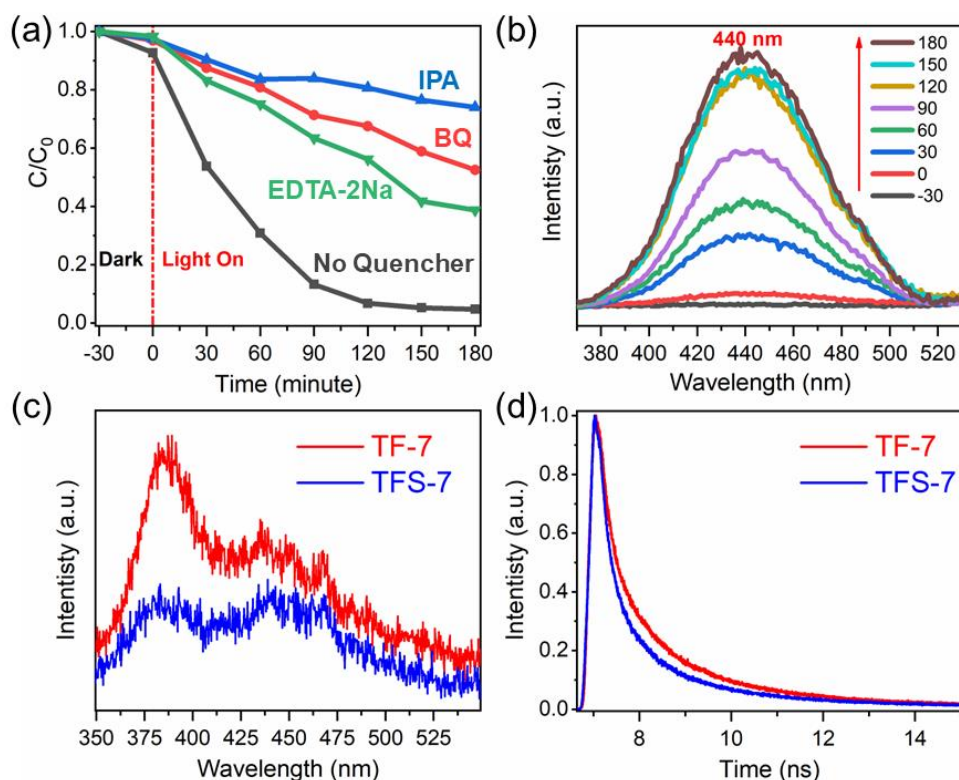 (a)
1.0
0.8
0.6
0.4
0.2
0.0
C/C0
IPA
BQ
EDTA-2Na
No Quencher
Dark
Light On
-30 0 30 60 90 120 150 180
Time (minute)
(b)
440 nm
180
150
120
90
60
30
0
-30
Intentisty (a.u.)
380 400 420 440 460 480 500 520
Wavelength (nm)
(c)
TF-7
TFS-7
Intentisty (a.u.)
350 375 400 425 450 475 500 525
Wavelength (nm)
(d)
1.0
0.8
0.6
0.4
0.2
0.0
TF-7
TFS-7
Intentisty (a.u.)
8 10 12 14
Time (ns)